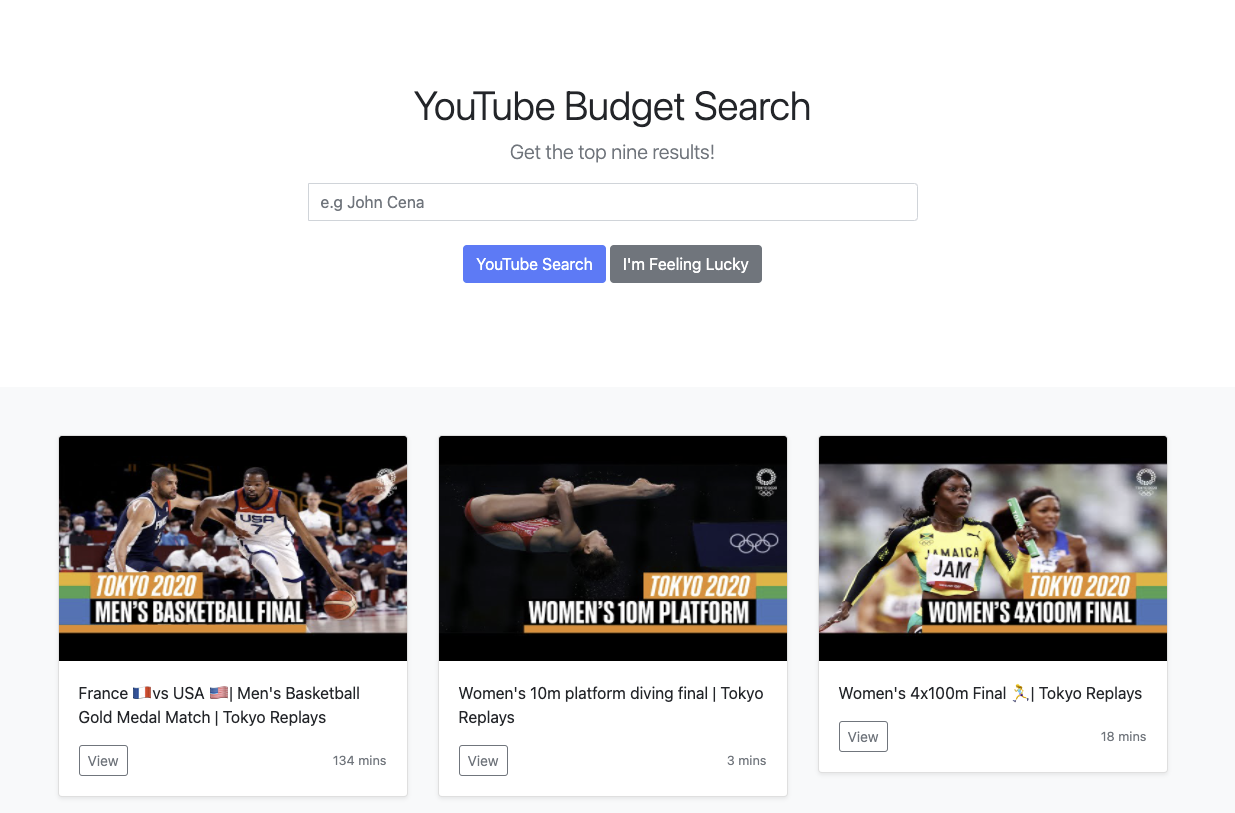 YouTube Budget Search
Get the top nine results!
e.g John Cena
YouTube Search
I'm Feeling Lucky
USA
7
TOKYO 2020
MEN'S BASKETBALL FINAL
TOKYO 2020
WOMEN'S 10M PLATFORM
JAMAICA
JAM
TOKYO 2020
WOMEN'S 4X100M FINAL
France 🇫🇷vs USA 🇺🇸| Men's Basketball
Gold Medal Match | Tokyo Replays
View
134 mins
Women's 10m platform diving final | Tokyo
Replays
View
3 mins
Women's 4x100m Final 🏃‍♀️| Tokyo Replays
View
18 mins